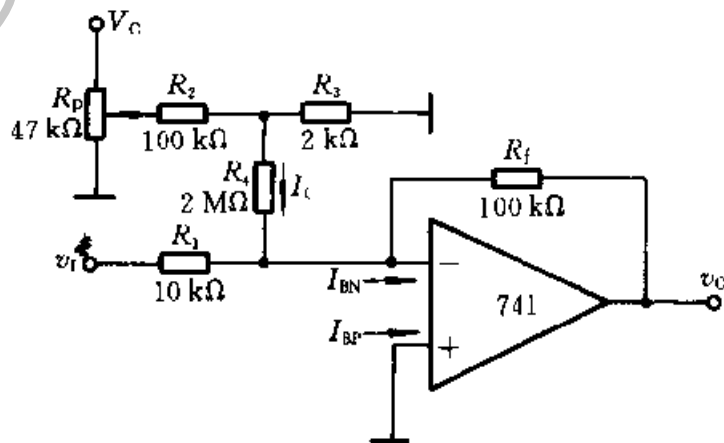 V_C
R_p
47 kΩ
R_2
100 kΩ
R_3
2 kΩ
R_4
2 MΩ
I_C
R_f
100 kΩ
v_I
R_1
10 kΩ
I_BN
I_BP
−
+
741
v_O